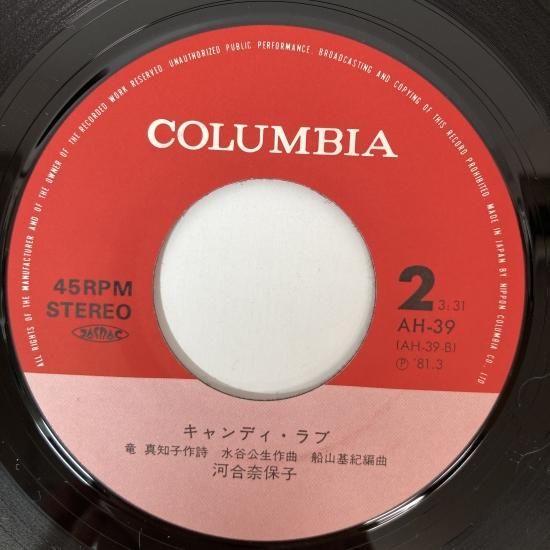 ALL RIGHTS OF THE MANUFACTURER AND OF THE OWNER OF THE RECORDED WORK RESERVED. UNAUTHORIZED PUBLIC PERFORMANCE, BROADCASTING AND COPYING OF THIS RECORD PROHIBITED. MADE IN JAPAN BY NIPPON COLUMBIA CO., LTD
COLUMBIA
45RPM
STEREO
2 3:31
AH-39
(AH-39-B)
Ⓟ '81.3
キャンディ・ラブ
竜 真知子作詩 水谷公生作曲 船山基紀編曲
河合奈保子